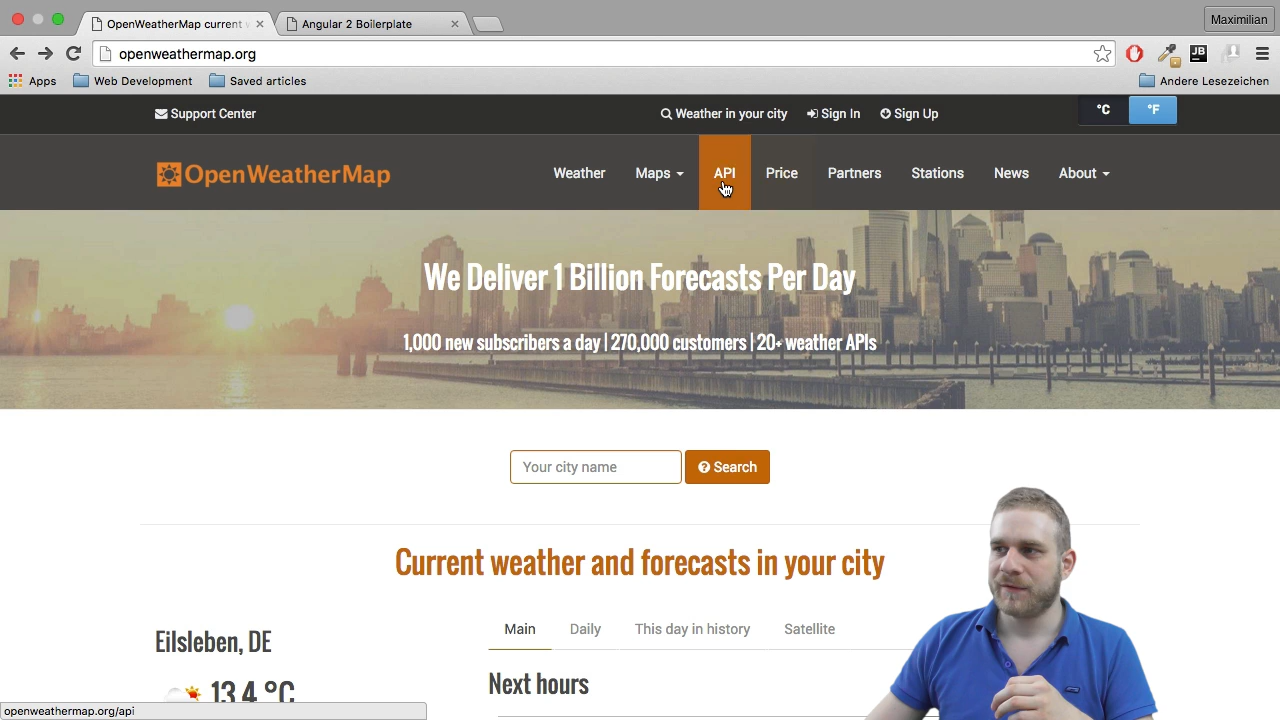 OpenWeatherMap current
Angular 2 Boilerplate
Maximilian
openweathermap.org
JB
Apps
Web Development
Saved articles
Andere Lesezeichen
Support Center
Weather in your city
Sign In
Sign Up
°C
°F
OpenWeatherMap
Weather
Maps
API
Price
Partners
Stations
News
About
We Deliver 1 Billion Forecasts Per Day
1,000 new subscribers a day | 270,000 customers | 20+ weather APIs
Your city name
Search
Current weather and forecasts in your city
Eilsleben, DE
Main
Daily
This day in history
Satellite
13.4 °C
Next hours
openweathermap.org/api